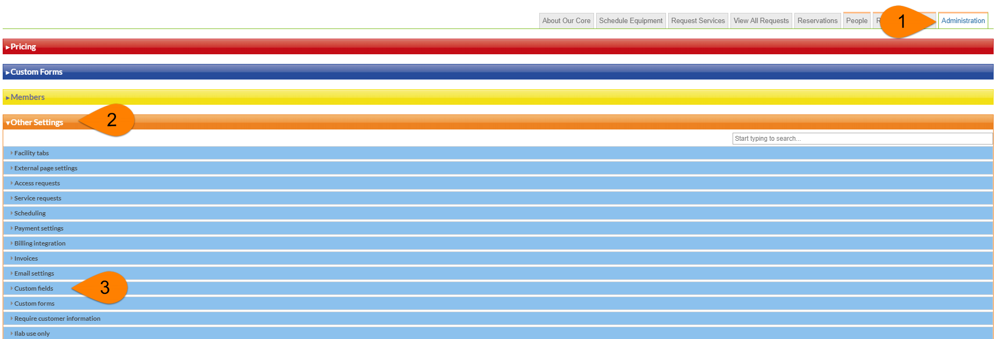 About Our Core Schedule Equipment Request Services View All Requests Reservations People 1 Administration
Pricing
Custom Forms
Members
Other Settings 2
Start typing to search...
Facility tabs
External page settings
Access requests
Service requests
Scheduling
Payment settings
Billing integration
Invoices
Email settings
Custom fields 3
Custom forms
Require customer information
Ilab use only